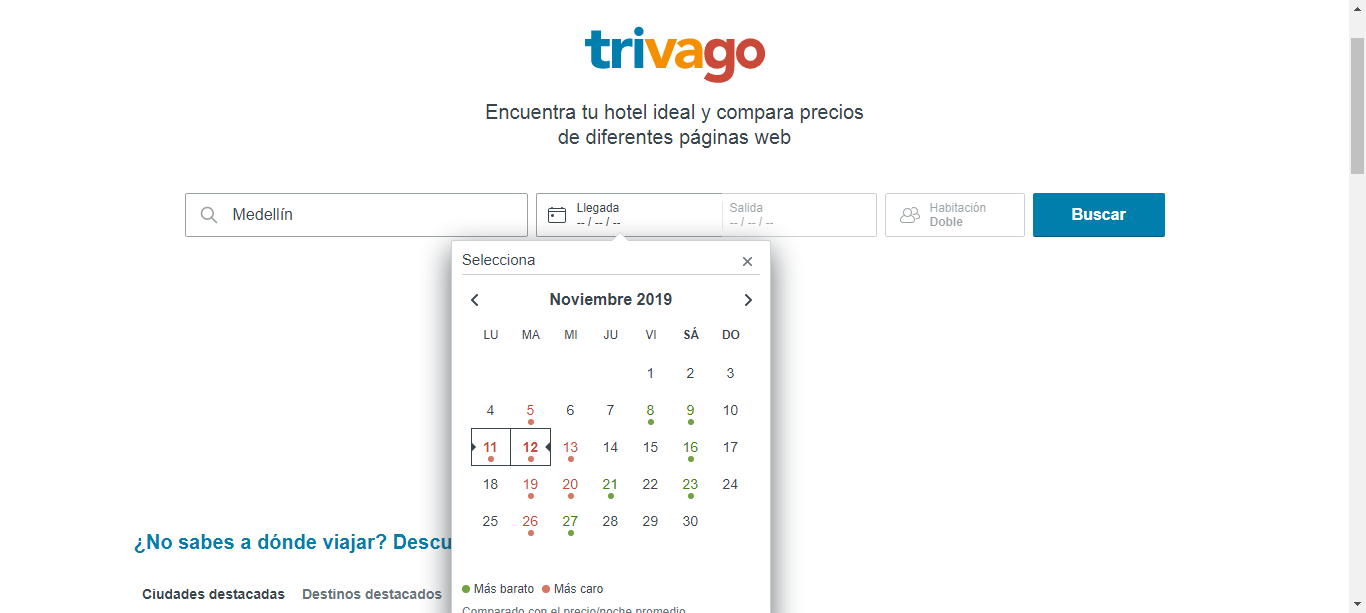 trivago
Encuentra tu hotel ideal y compara precios
de diferentes páginas web
Medellín
Llegada
-- / -- / --
Salida
-- / -- / --
Habitación
Doble
Buscar
Selecciona
Noviembre 2019
LU MA MI JU VI SÁ DO
1 2 3
4 5 6 7 8 9 10
11 12 13 14 15 16 17
18 19 20 21 22 23 24
25 26 27 28 29 30
¿No sabes a dónde viajar? Descu
Ciudades destacadas Destinos destacados
Más barato Más caro
Comparado con el precio/noche promedio